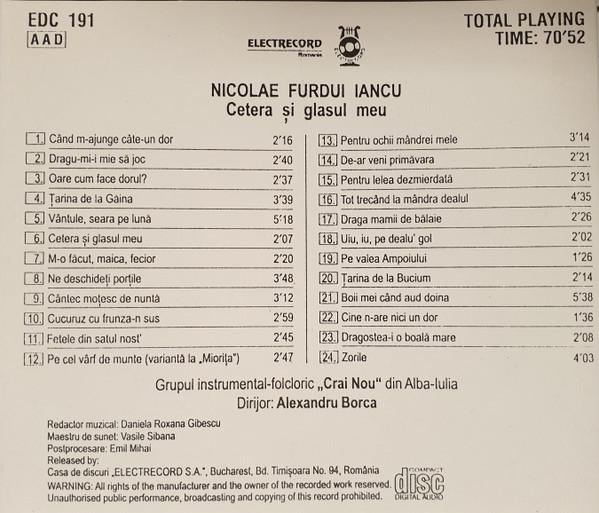 EDC 191
AAD
ELECTRECORD
Romania
ELECTRECORD
TOTAL PLAYING
TIME: 70'52
NICOLAE FURDUI IANCU
Cetera și glasul meu
1. Când m-ajunge câte-un dor 2'16
2. Dragu-mi-i mie să joc 2'40
3. Oare cum face dorul? 2'37
4. Țarina de la Găina 3'39
5. Vântule, seara pe lună 5'18
6. Cetera și glasul meu 2'07
7. M-o făcut, maica, fecior 2'20
8. Ne deschideți porțile 3'48
9. Cântec moțesc de nuntă 3'12
10. Cucuruz cu frunza-n sus 2'59
11. Fetele din satul nost' 2'45
12. Pe cel vârf de munte (variantă la „Miorița") 2'47
13. Pentru ochii mândrei mele 3'14
14. De-ar veni primăvara 2'21
15. Pentru lelea dezmierdată 2'31
16. Tot trecând la mândra dealul 4'35
17. Draga mamii de bălaie 2'26
18. Uiu, iu, pe dealu' gol 2'02
19. Pe valea Ampoiului 1'26
20. Țarina de la Bucium 2'14
21. Boii mei când aud doina 5'38
22. Cine n-are nici un dor 1'36
23. Dragostea-i o boală mare 2'08
24. Zorile 4'03
Grupul instrumental-folcloric „Crai Nou" din Alba-Iulia
Dirijor: Alexandru Borca
Redactor muzical: Daniela Roxana Gibescu
Maestru de sunet: Vasile Sibana
Postprocesare: Emil Mihai
Released by:
Casa de discuri „ELECTRECORD S.A.", Bucharest, Bd. Timișoara No. 94, România
WARNING: All rights of the manufacturer and the owner of the recorded work reserved.
Unauthorised public performance, broadcasting and copying of this record prohibited.
COMPACT
disc
DIGITAL AUDIO